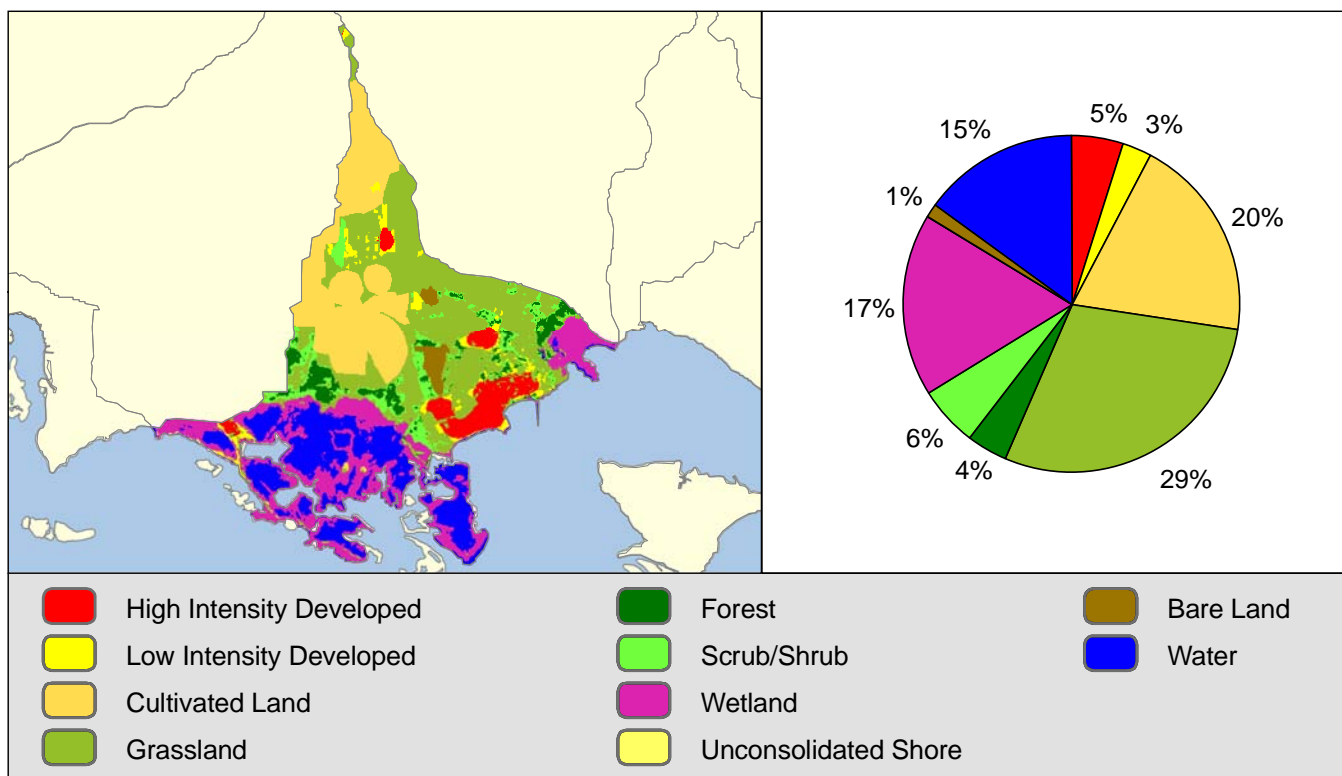 5%
3%
15%
1%
20%
17%
6%
4%
29%
High Intensity Developed
Low Intensity Developed
Cultivated Land
Grassland
Forest
Scrub/Shrub
Wetland
Unconsolidated Shore
Bare Land
Water